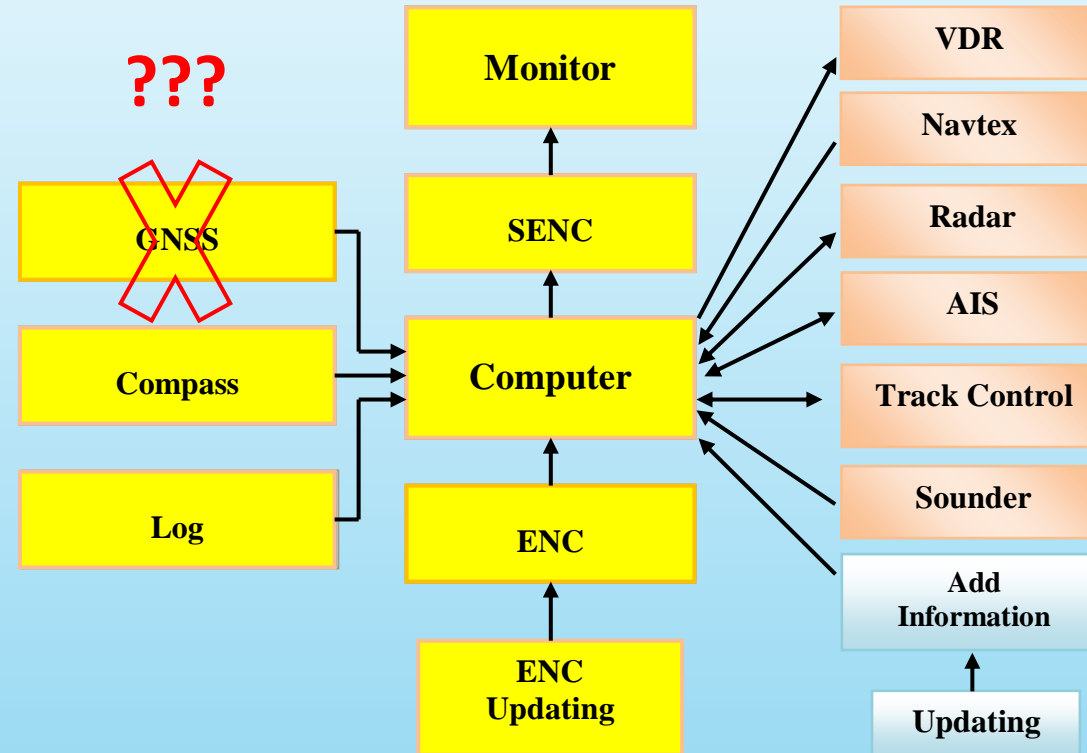 ???
GNSS
Compass
Log
Monitor
SENC
Computer
ENC
ENC
Updating
VDR
Navtex
Radar
AIS
Track Control
Sounder
Add
Information
Updating